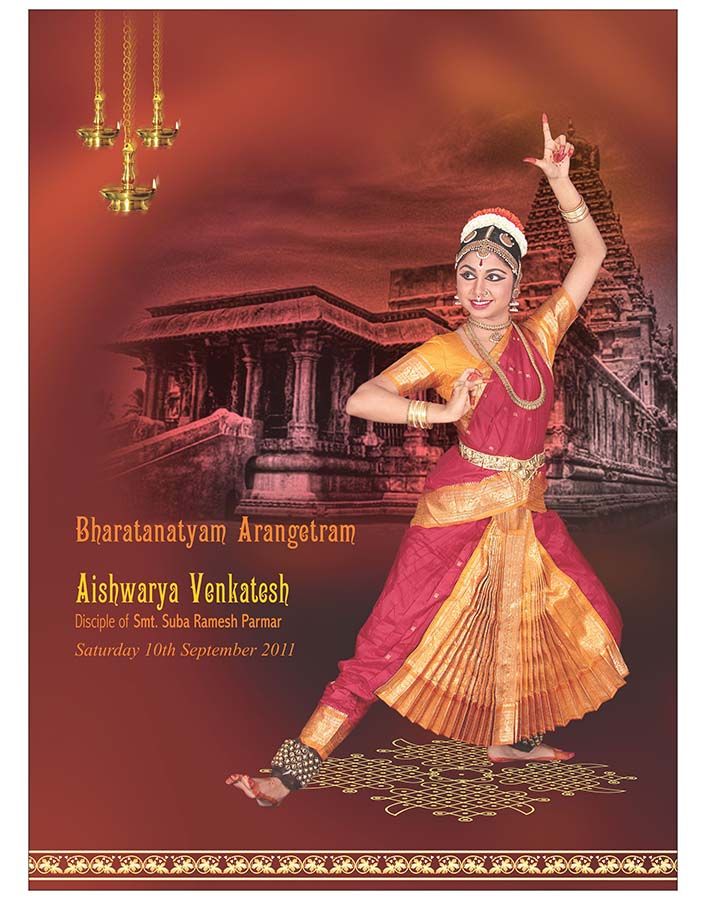 Bharatanatyam Arangetram
Aishwarya Venkatesh
Disciple of Smt. Suba Ramesh Parmar
Saturday 10th September 2011